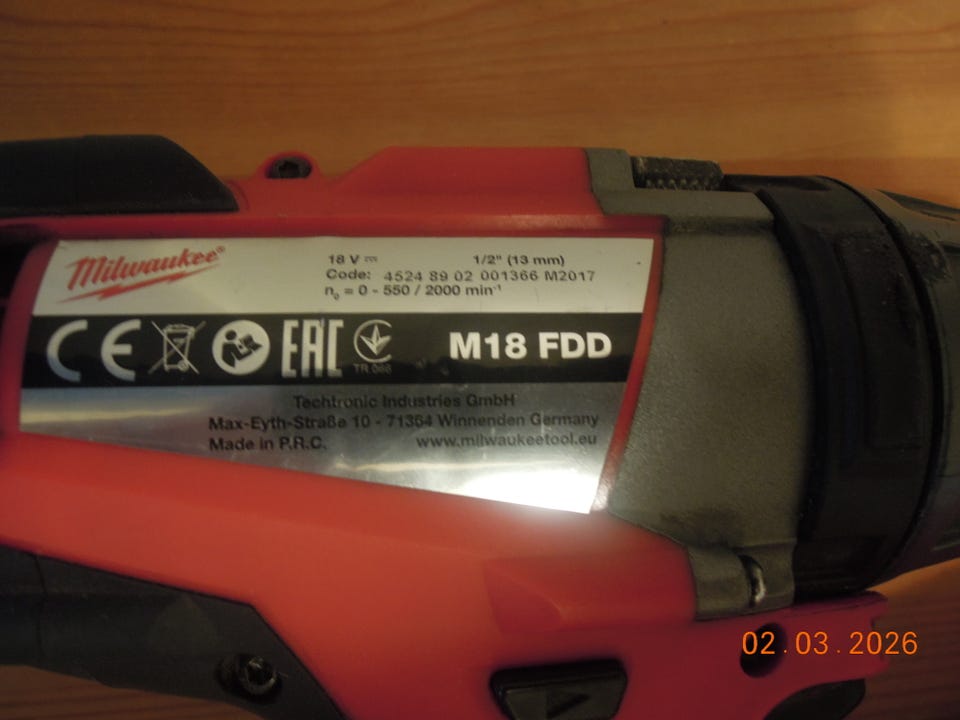 Milwaukee®
18 V ⎓ 1/2" (13 mm)
Code: 4524 89 02 001366 M2017
n₀ = 0 - 550 / 2000 min⁻¹
CE EAC TR.066 M18 FDD
Techtronic Industries GmbH
Max-Eyth-Straße 10 - 71364 Winnenden Germany
Made in P.R.C. www.milwaukeetool.eu
02.03.2026